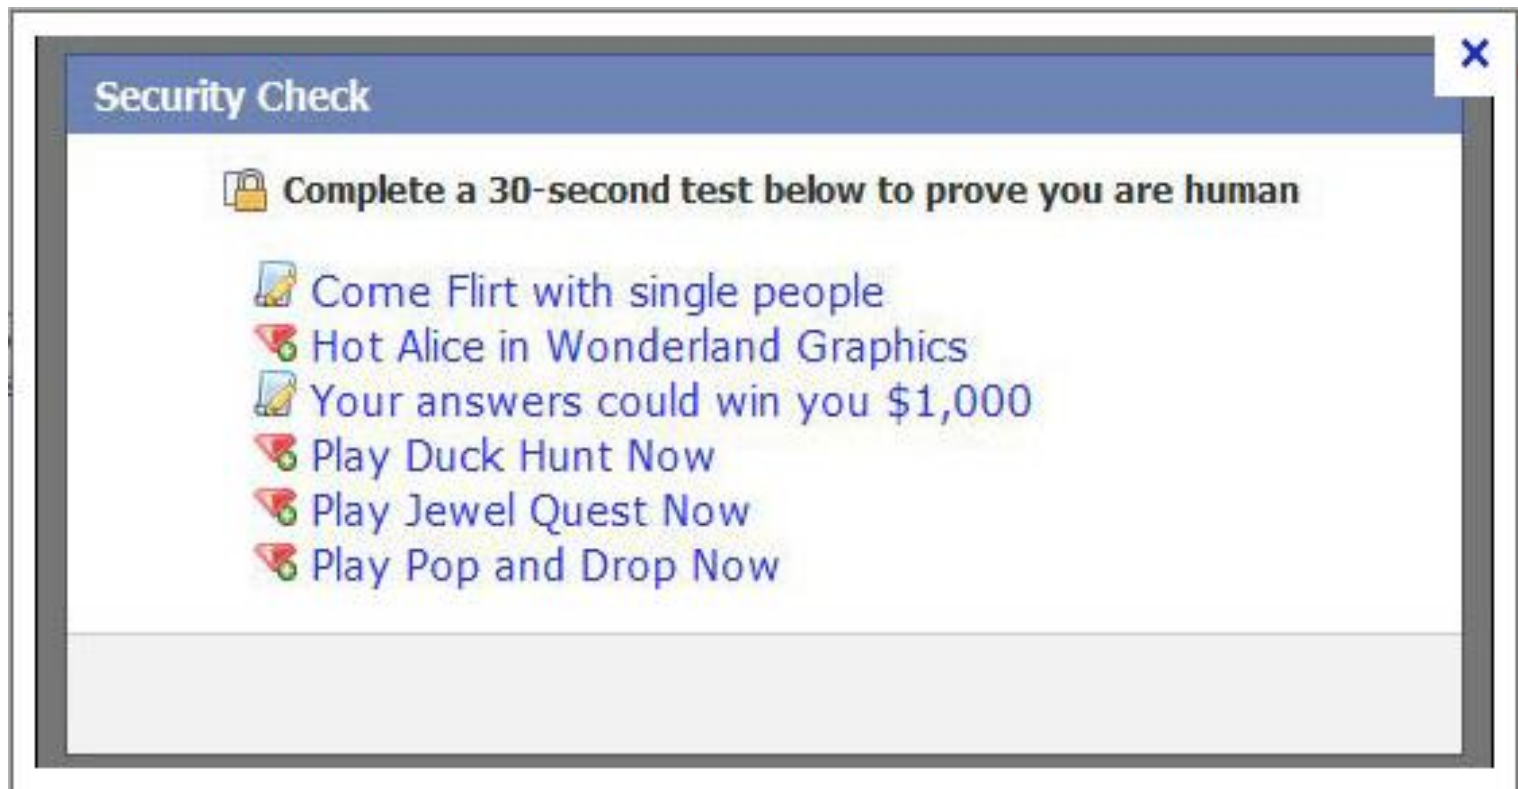 Security Check
Complete a 30-second test below to prove you are human
Come Flirt with single people
Hot Alice in Wonderland Graphics
Your answers could win you $1,000
Play Duck Hunt Now
Play Jewel Quest Now
Play Pop and Drop Now